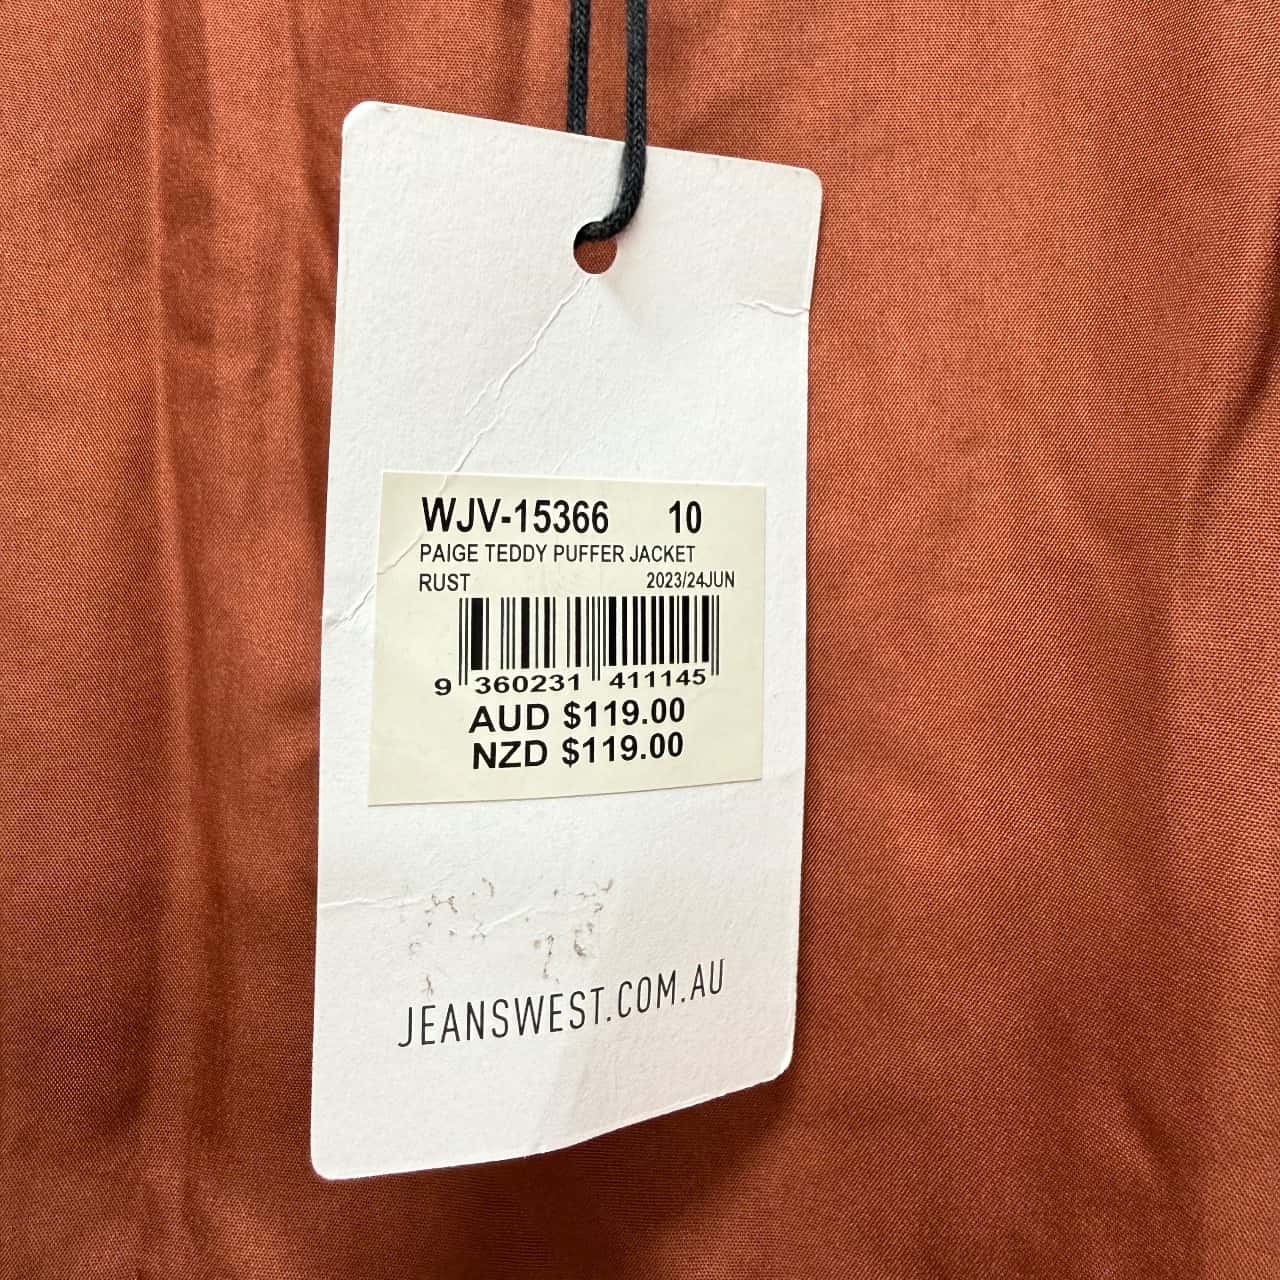 WJV-15366 10
PAIGE TEDDY PUFFER JACKET
RUST 2023/24JUN
9 360231 411145
AUD $119.00
NZD $119.00
JEANSWEST.COM.AU